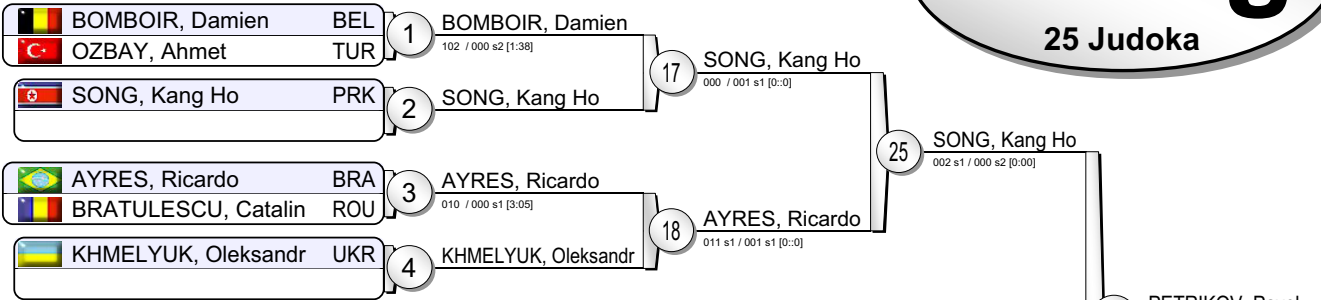 BOMBOIR, Damien BEL
OZBAY, Ahmet TUR
1
BOMBOIR, Damien
102 / 000 s2 [1:38]
SONG, Kang Ho PRK
2
SONG, Kang Ho
17
SONG, Kang Ho
000 / 001 s1 [0::0]
AYRES, Ricardo BRA
BRATULESCU, Catalin ROU
3
AYRES, Ricardo
010 / 000 s1 [3:05]
KHMELYUK, Oleksandr UKR
4
KHMELYUK, Oleksandr
18
AYRES, Ricardo
011 s1 / 001 s1 [0::0]
25
SONG, Kang Ho
002 s1 / 000 s2 [0:00]
25 Judoka